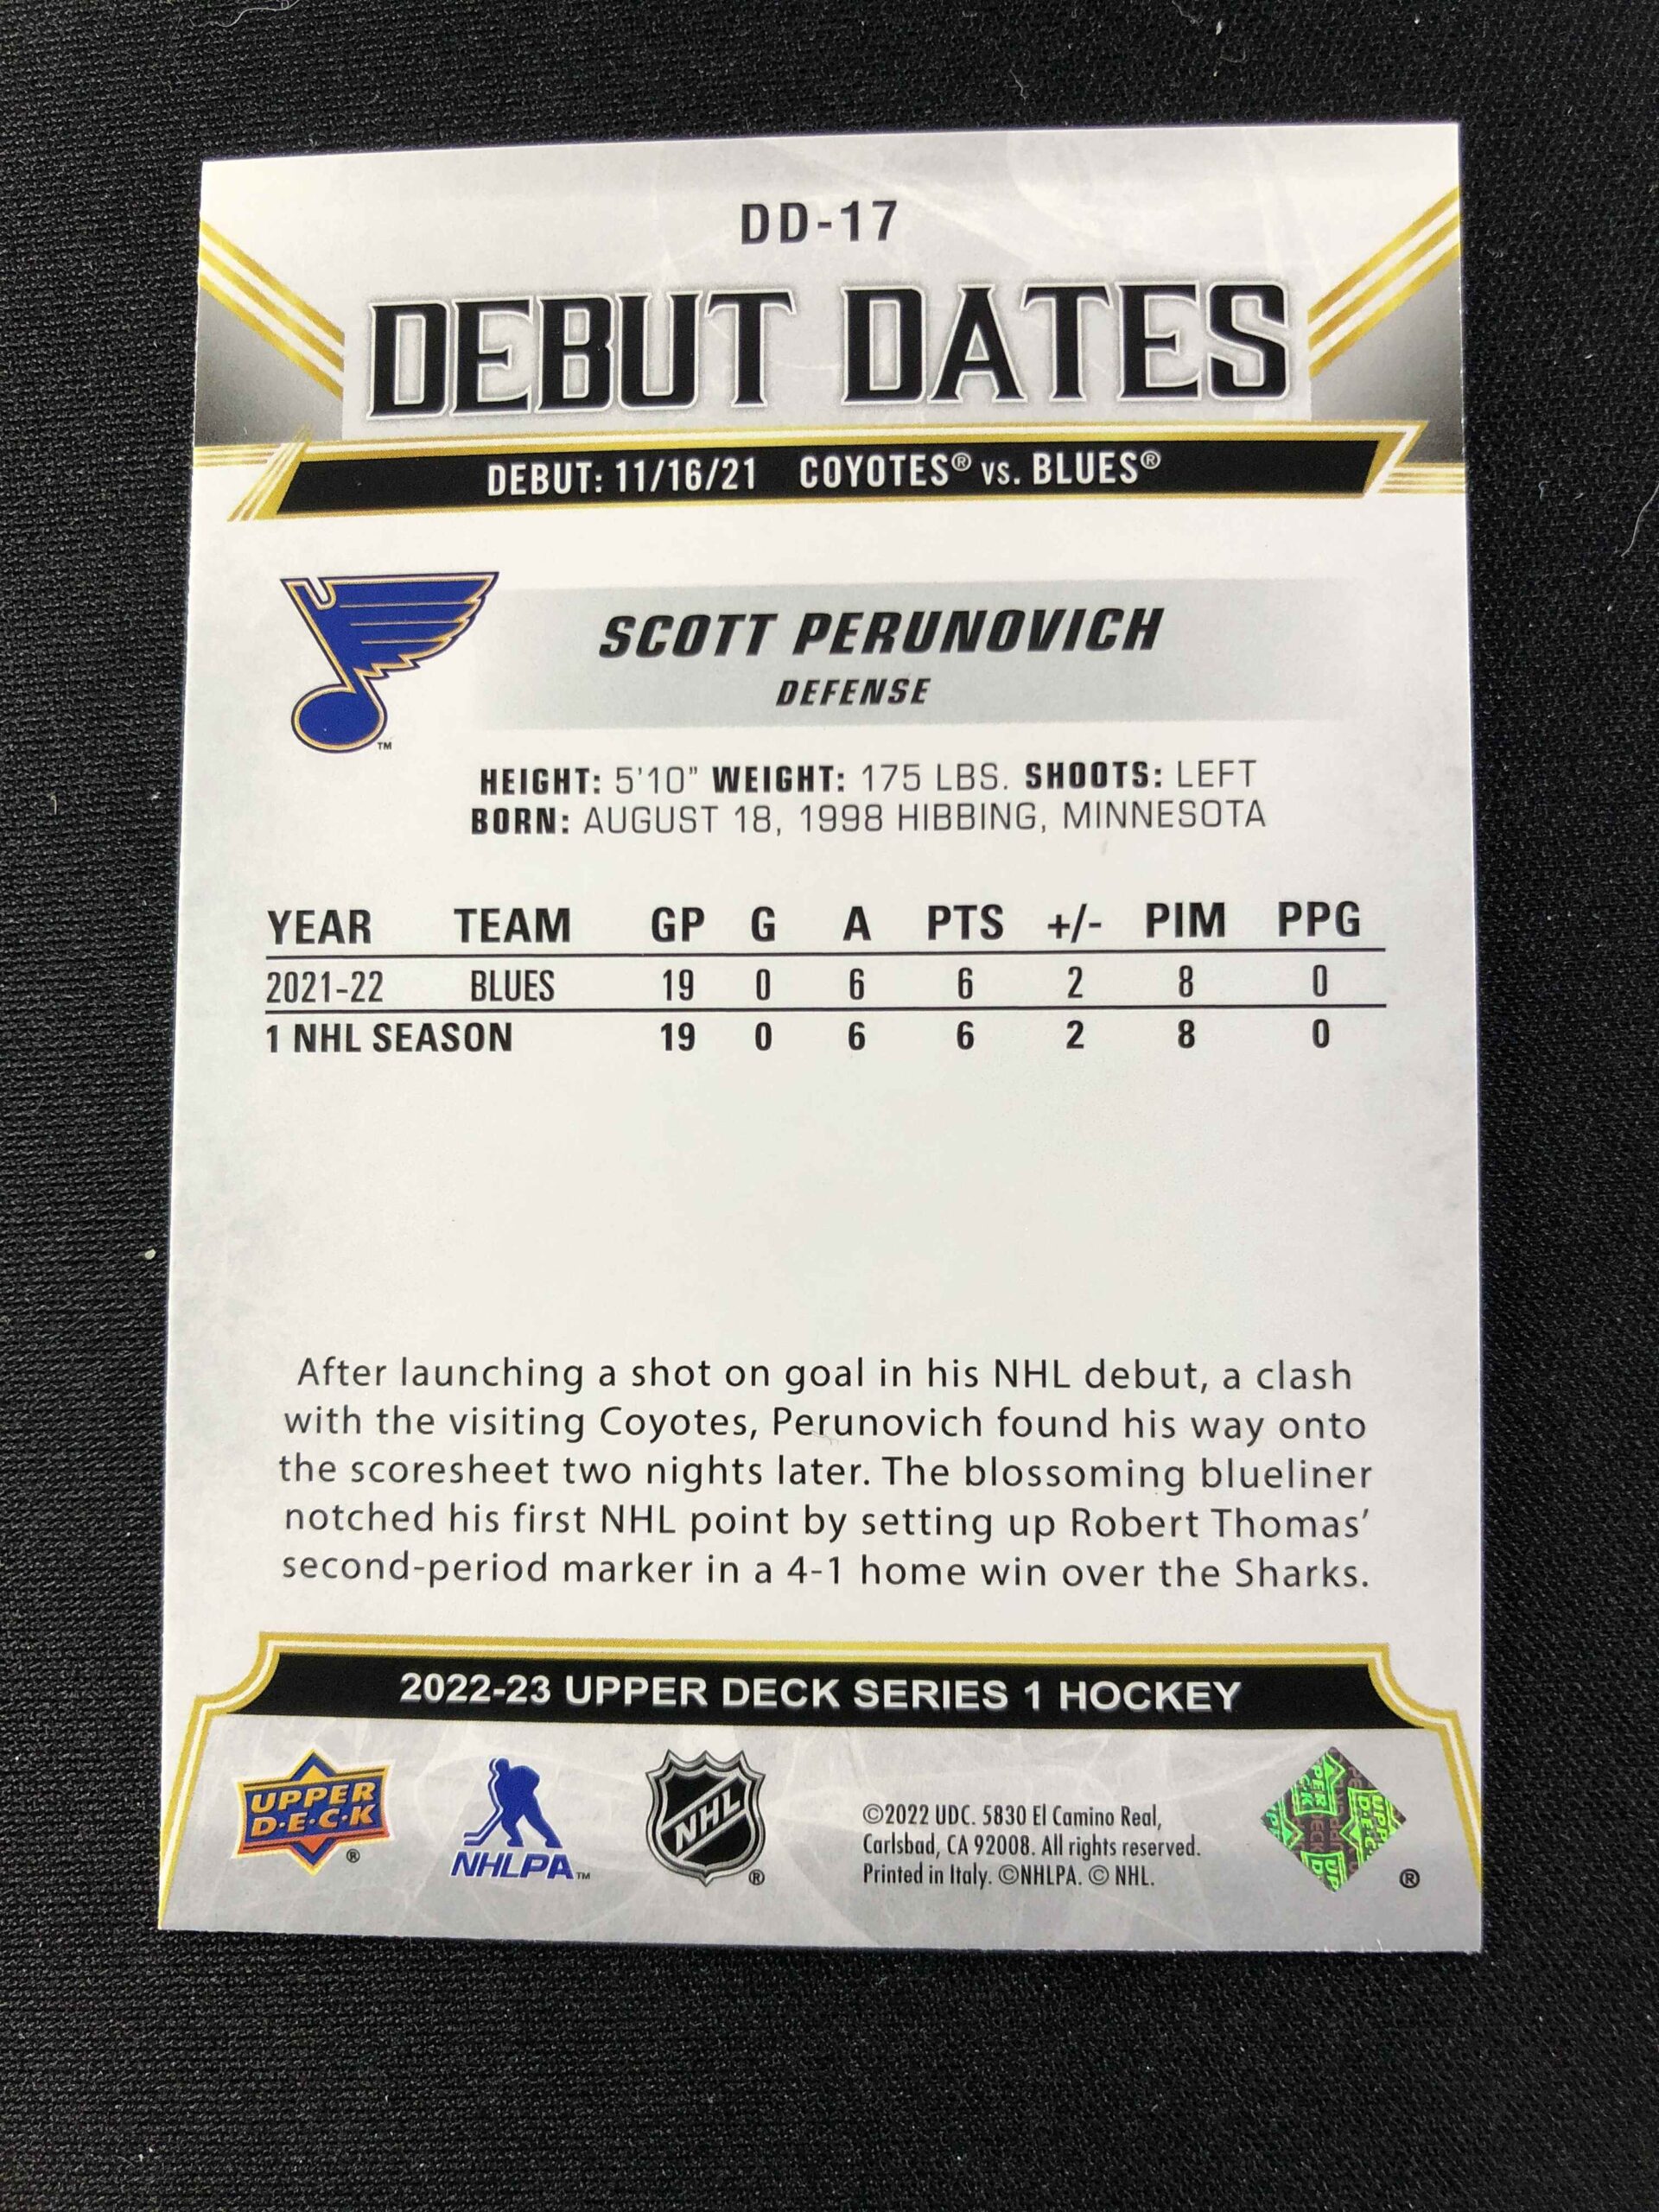 DD-17
DEBUT DATES
DEBUT: 11/16/21 COYOTES® vs. BLUES®
SCOTT PERUNOVICH
DEFENSE
TM
HEIGHT: 5'10" WEIGHT: 175 LBS. SHOOTS: LEFT
BORN: AUGUST 18, 1998 HIBBING, MINNESOTA
YEAR TEAM GP G A PTS +/- PIM PPG
2021-22 BLUES 19 0 6 6 2 8 0
1 NHL SEASON 19 0 6 6 2 8 0
After launching a shot on goal in his NHL debut, a clash
with the visiting Coyotes, Perunovich found his way onto
the scoresheet two nights later. The blossoming blueliner
notched his first NHL point by setting up Robert Thomas’
second-period marker in a 4-1 home win over the Sharks.
2022-23 UPPER DECK SERIES 1 HOCKEY
UPPER
D·E·C·K
®
NHLPA™
NHL
®
©2022 UDC. 5830 El Camino Real,
Carlsbad, CA 92008. All rights reserved.
Printed in Italy. ©NHLPA. © NHL.
®